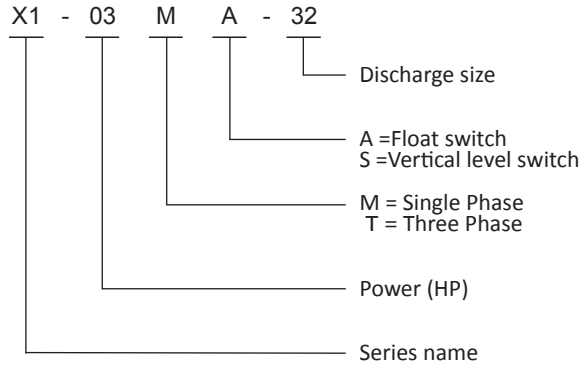 X1 - 03 M A - 32
Discharge size
A =Float switch
S =Vertical level switch
M = Single Phase
T = Three Phase
Power (HP)
Series name